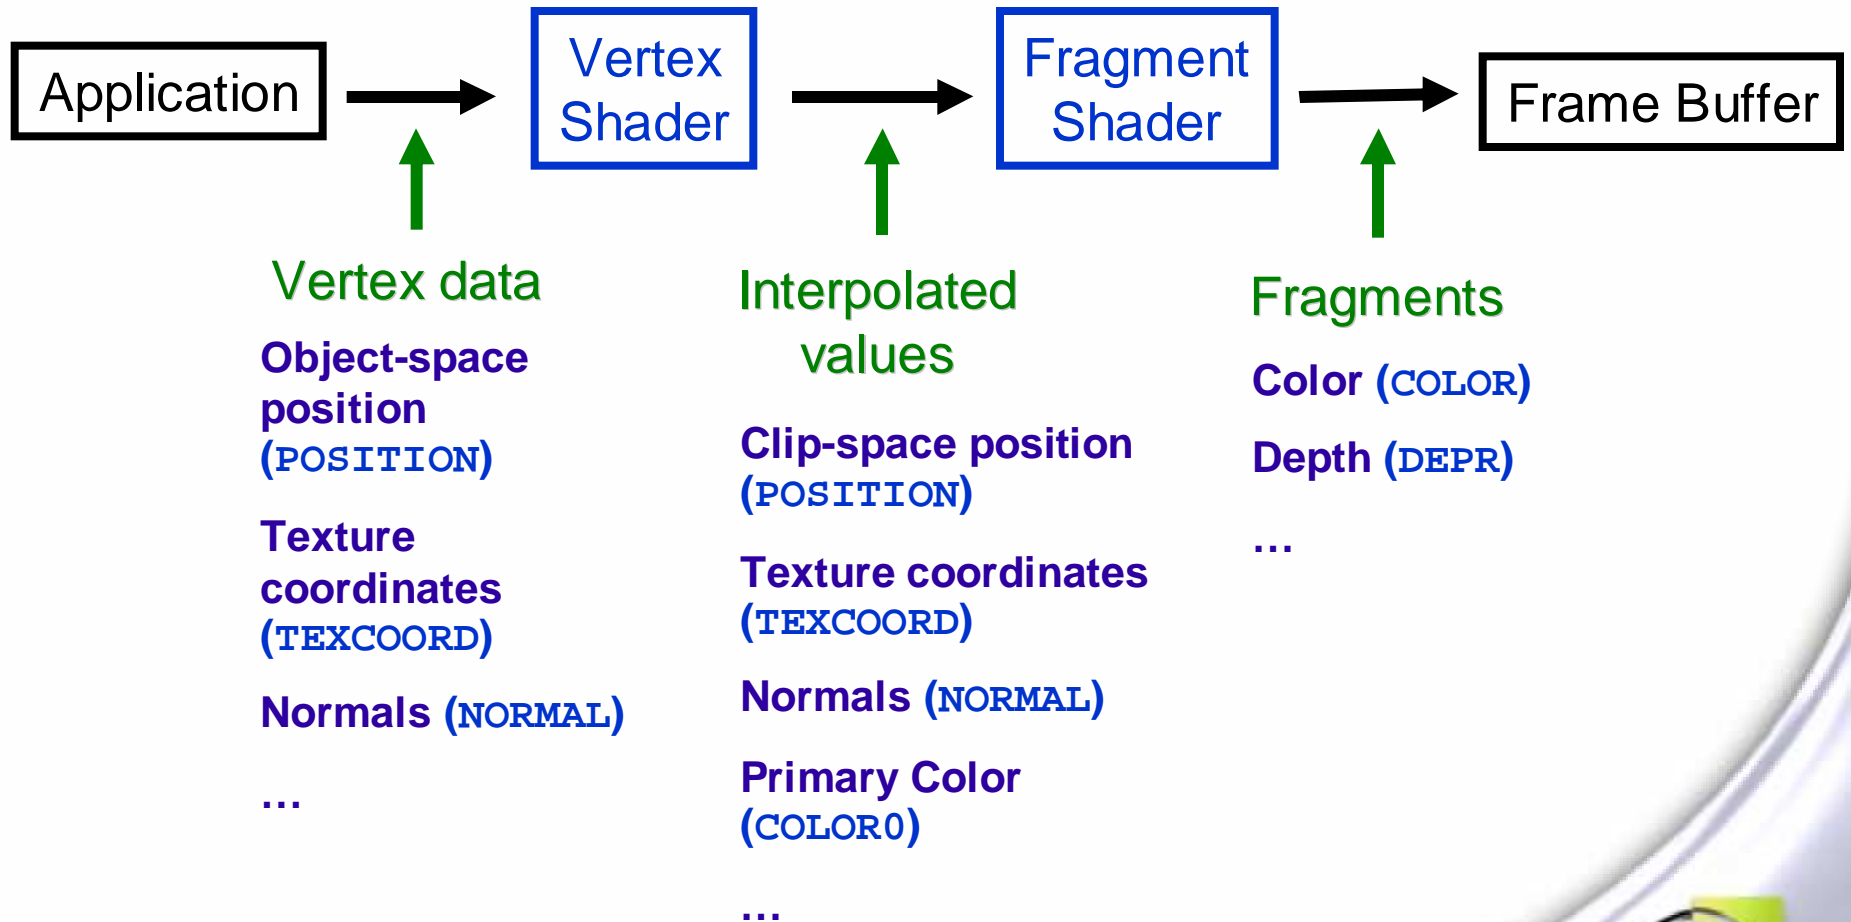 Application
Vertex
Shader
Fragment
Shader
Frame Buffer
Vertex data
Object-space
position
(POSITION)
Texture
coordinates
(TEXCOORD)
Normals (NORMAL)
…
Interpolated
values
Clip-space position
(POSITION)
Texture coordinates
(TEXCOORD)
Normals (NORMAL)
Primary Color
(COLOR0)
…
Fragments
Color (COLOR)
Depth (DEPR)
…